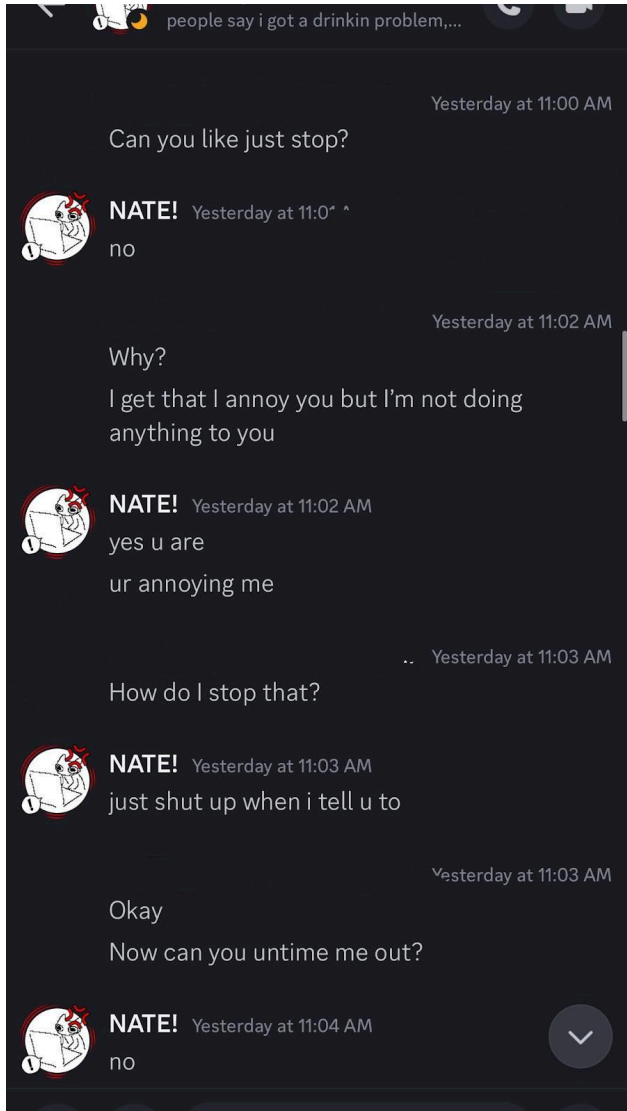 people say i got a drinkin problem,...
Yesterday at 11:00 AM
Can you like just stop?
NATE! Yesterday at
no
Yesterday at 11:02 AM
Why?
I get that I annoy you but I’m not doing
anything to you
NATE! Yesterday at 11:02 AM
yes u are
ur annoying me
Yesterday at 11:03 AM
How do I stop that?
NATE! Yesterday at 11:03 AM
just shut up when i tell u to
Yesterday at 11:03 AM
Okay
Now can you untime me out?
NATE! Yesterday at 11:04 AM
no